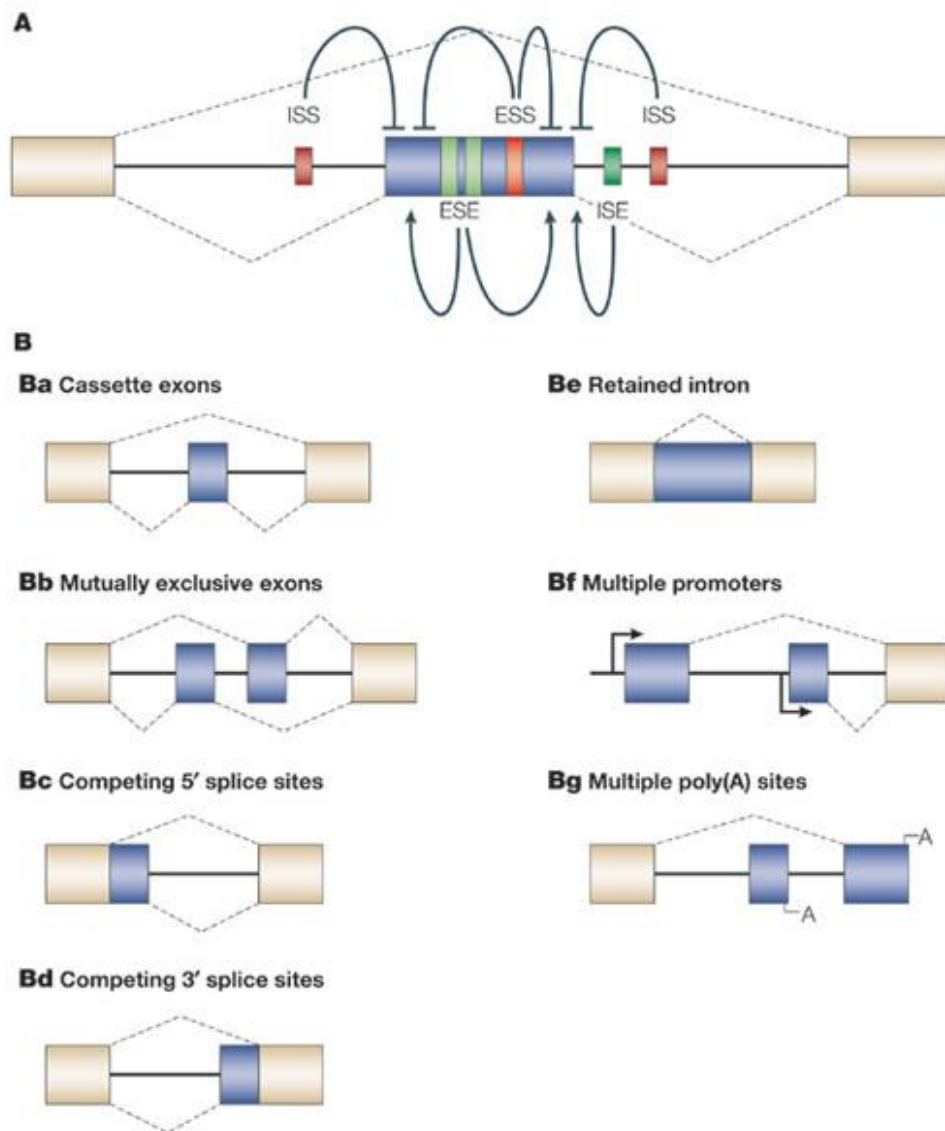 A
ISS ESS ISS
ESE ISE
B
Ba Cassette exons
Be Retained intron
Bb Mutually exclusive exons
Bf Multiple promoters
Bc Competing 5′ splice sites
Bg Multiple poly(A) sites
A
A
Bd Competing 3′ splice sites